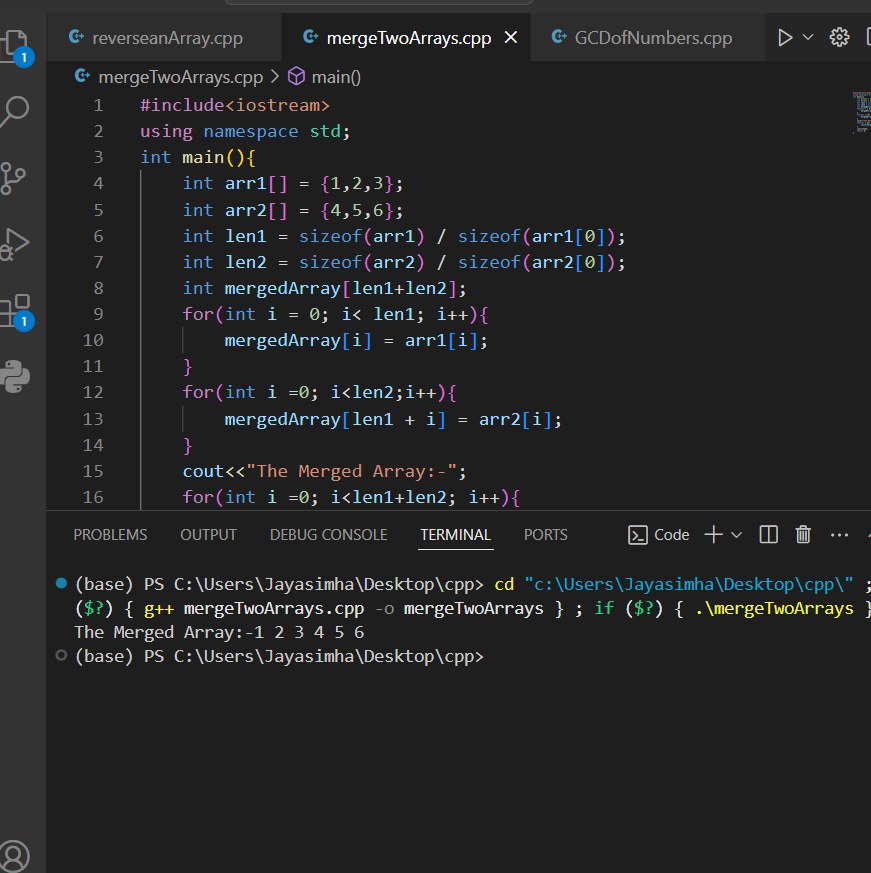 reverseanArray.cpp mergeTwoArrays.cpp GCDofNumbers.cpp
1
mergeTwoArrays.cpp > main()
1 #include<iostream>
2 using namespace std;
3 int main(){
4 int arr1[] = {1,2,3};
5 int arr2[] = {4,5,6};
6 int len1 = sizeof(arr1) / sizeof(arr1[0]);
7 int len2 = sizeof(arr2) / sizeof(arr2[0]);
8 int mergedArray[len1+len2];
9 for(int i = 0; i< len1; i++){
1
10 mergedArray[i] = arr1[i];
11 }
12 for(int i =0; i<len2;i++){
13 mergedArray[len1 + i] = arr2[i];
14 }
15 cout<<"The Merged Array:-";
16 for(int i =0; i<len1+len2; i++){
PROBLEMS OUTPUT DEBUG CONSOLE TERMINAL PORTS Code
(base) PS C:\Users\Jayasimha\Desktop\cpp> cd "c:\Users\Jayasimha\Desktop\cpp\" ;
($?) { g++ mergeTwoArrays.cpp -o mergeTwoArrays } ; if ($?) { .\mergeTwoArrays }
The Merged Array:-1 2 3 4 5 6
(base) PS C:\Users\Jayasimha\Desktop\cpp>